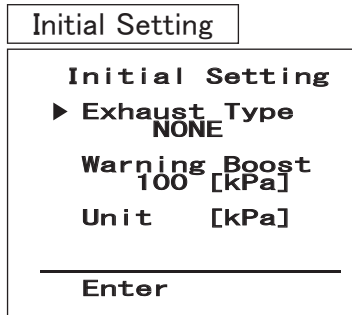 Initial Setting
Initial Setting
▶ Exhaust Type
NONE
Warning Boost
100 [kPa]
Unit [kPa]
Enter